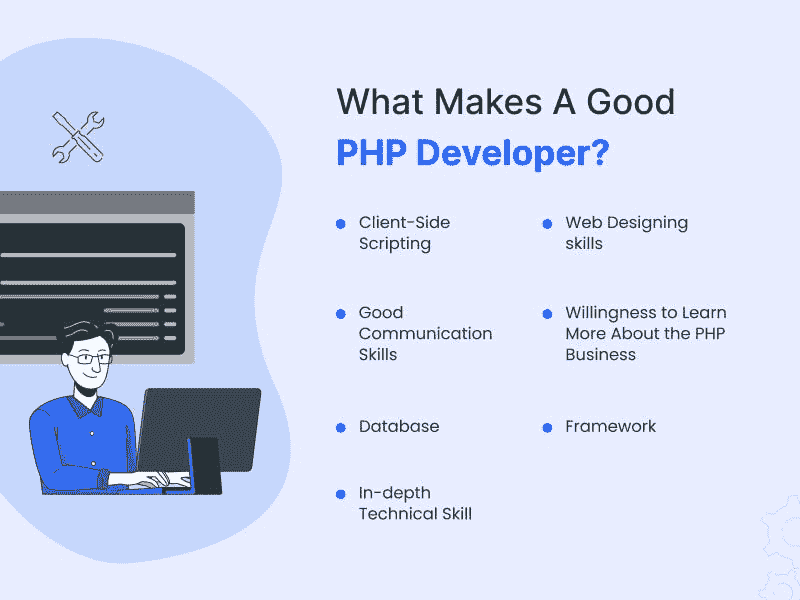 What Makes A Good
PHP Developer?
Client-Side
Scripting
Web Designing
skills
Good
Communication
Skills
Willingness to Learn
More About the PHP
Business
Database
Framework
In-depth
Technical Skill